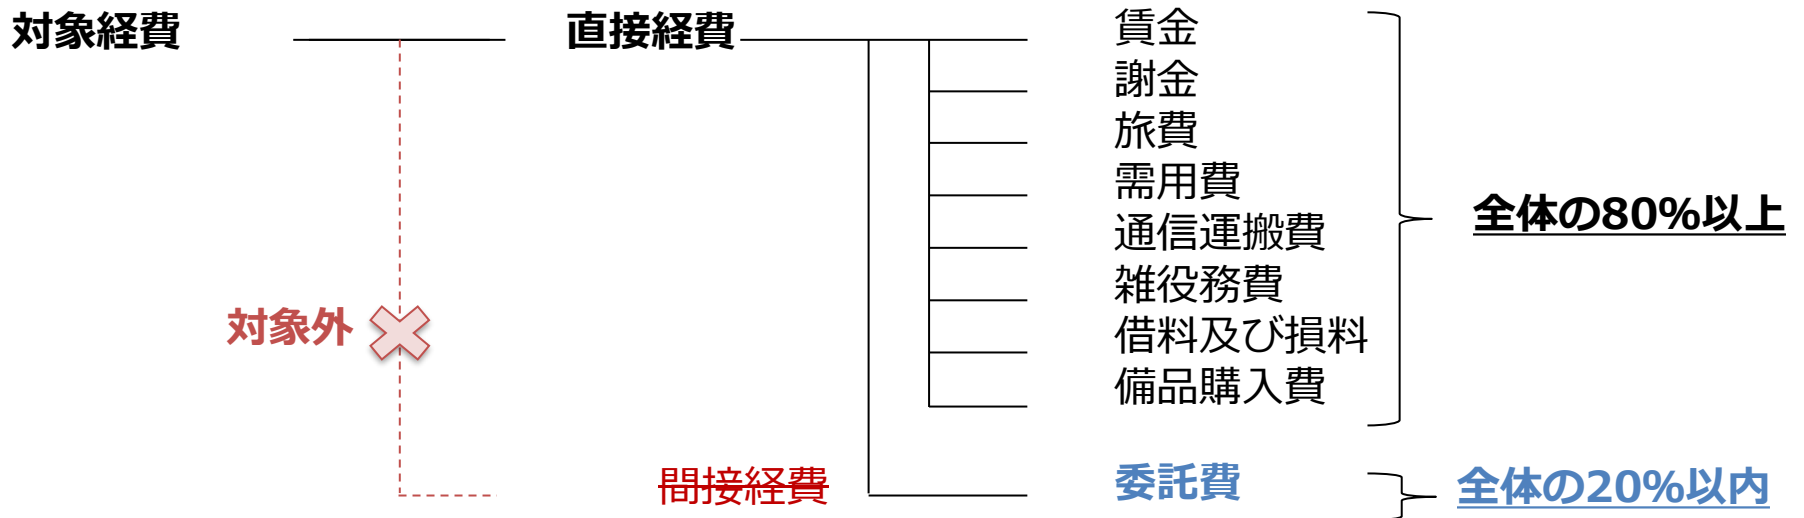 対象経費
直接経費
賃金
謝金
旅費
需用費
通信運搬費
雑役務費
借料及び損料
備品購入費
全体の80%以上
対象外
間接経費
委託費
全体の20%以内